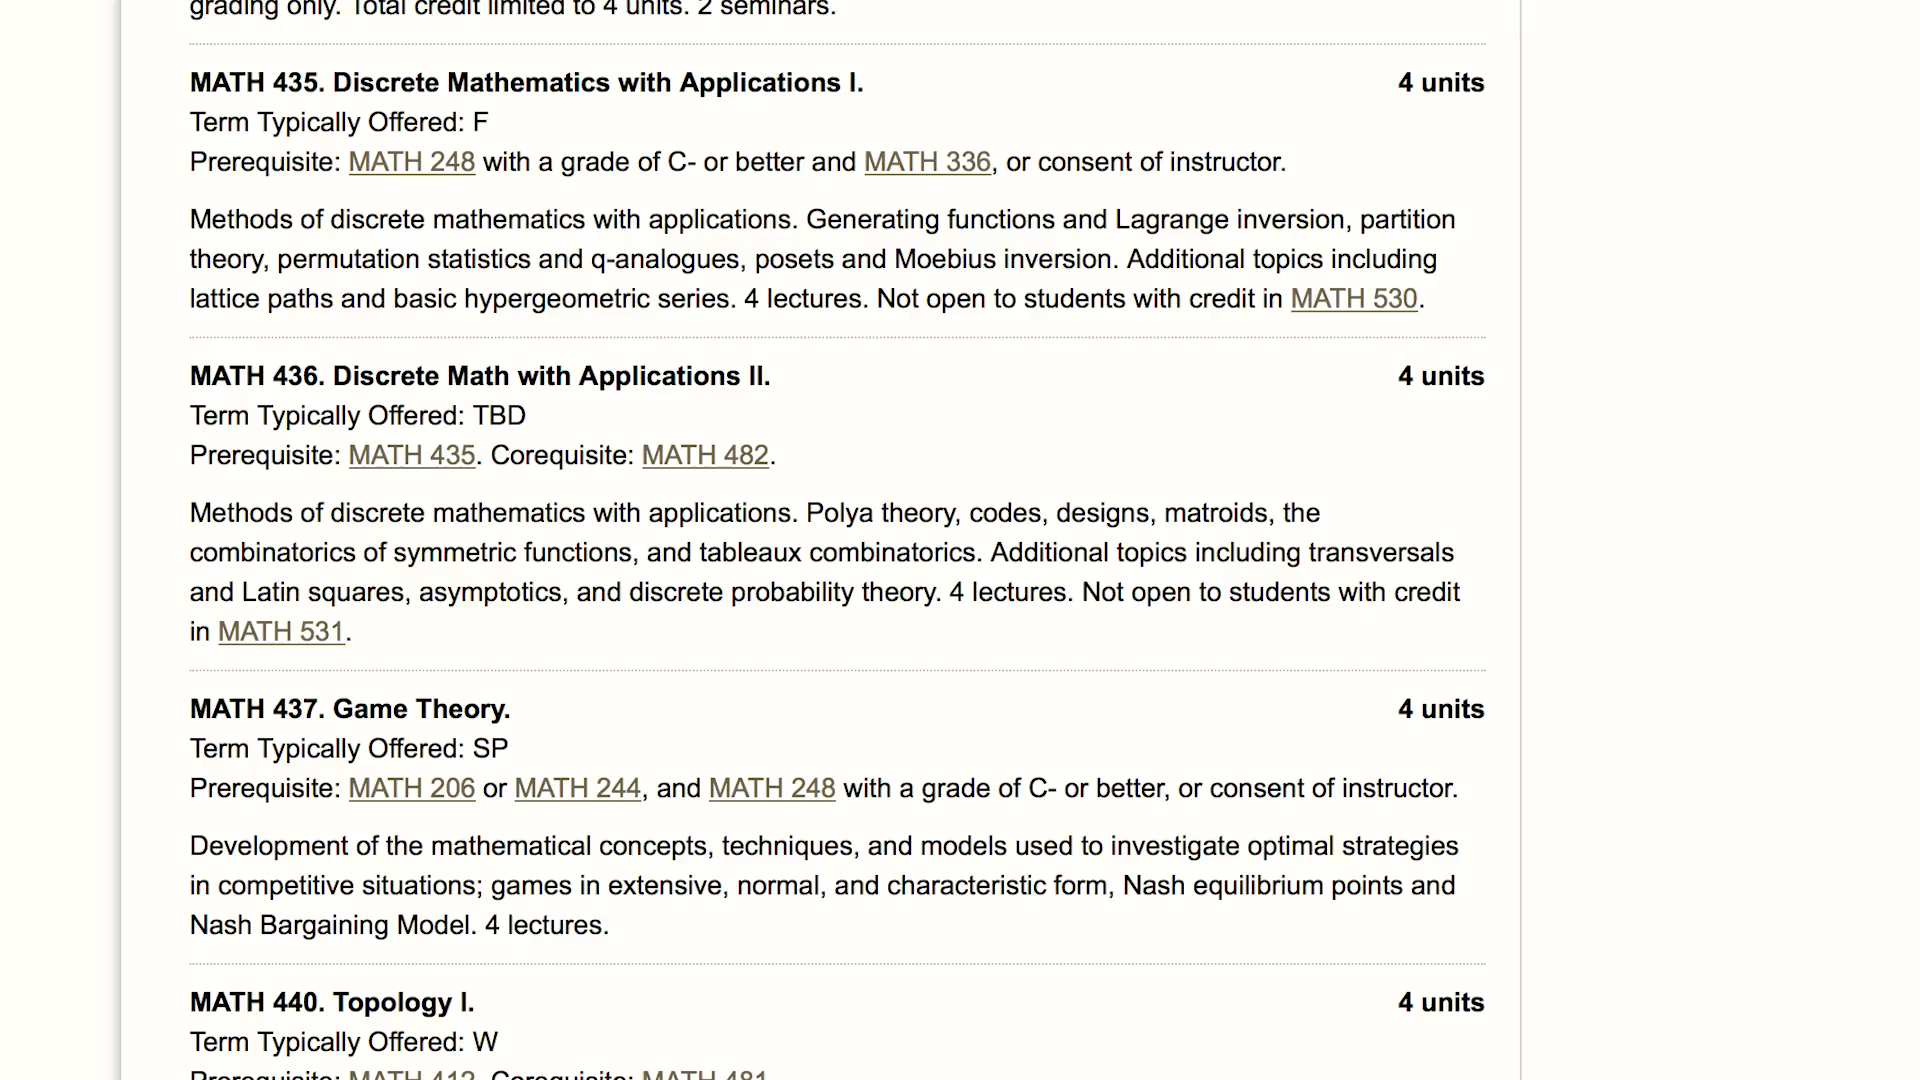 grading only. Total credit limited to 4 units. 2 seminars.
MATH 435. Discrete Mathematics with Applications I. 4 units
Term Typically Offered: F
Prerequisite: MATH 248 with a grade of C- or better and MATH 336, or consent of instructor.
Methods of discrete mathematics with applications. Generating functions and Lagrange inversion, partition
theory, permutation statistics and q-analogues, posets and Moebius inversion. Additional topics including
lattice paths and basic hypergeometric series. 4 lectures. Not open to students with credit in MATH 530.
MATH 436. Discrete Math with Applications II. 4 units
Term Typically Offered: TBD
Prerequisite: MATH 435. Corequisite: MATH 482.
Methods of discrete mathematics with applications. Polya theory, codes, designs, matroids, the
combinatorics of symmetric functions, and tableaux combinatorics. Additional topics including transversals
and Latin squares, asymptotics, and discrete probability theory. 4 lectures. Not open to students with credit
in MATH 531.
MATH 437. Game Theory. 4 units
Term Typically Offered: SP
Prerequisite: MATH 206 or MATH 244, and MATH 248 with a grade of C- or better, or consent of instructor.
Development of the mathematical concepts, techniques, and models used to investigate optimal strategies
in competitive situations; games in extensive, normal, and characteristic form, Nash equilibrium points and
Nash Bargaining Model. 4 lectures.
MATH 440. Topology I. 4 units
Term Typically Offered: W
Prerequisite: MATH 412. Corequisite: MATH 481.